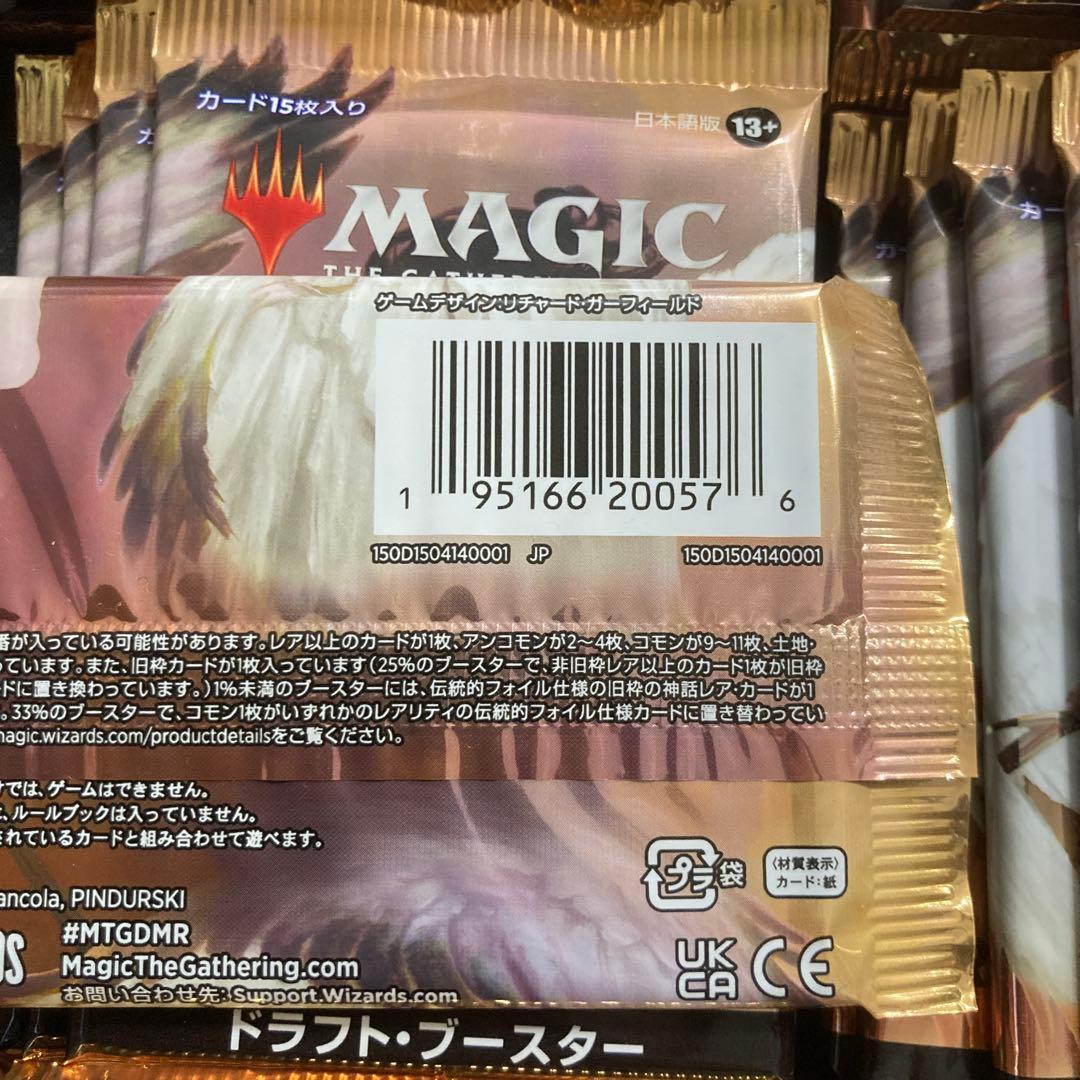 カード15枚入り
日本語版 13+
MAGIC
ゲームデザイン:リチャード・ガーフィールド
1 95166 20057 6
150D1504140001 JP 150D1504140001
が入っている可能性があります。レア以上のカードが1枚、アンコモンが2〜4枚、コモンが9〜11枚、土地・
っています。また、旧枠カードが1枚入っています(25%のブースターで、非旧枠レア以上のカード1枚が旧枠
ドに置き換わっています。)1%未満のブースターには、伝統的フォイル仕様の旧枠の神話レア・カードが1
。33%のブースターで、コモン1枚がいずれかのレアリティの伝統的フォイル仕様カードに置き替わってい
magic.wizards.com/productdetailsをご覧ください。
では、ゲームはできません。
、ルールブックは入っていません。
されているカードと組み合わせて遊べます。
プラ 袋
〈材質表示〉
カード:紙
ancola, PINDURSKI
#MTGDMR
MagicTheGathering.com
お問い合わせ先: Support.Wizards.com
UK
CA CE
ドラフト・ブースター